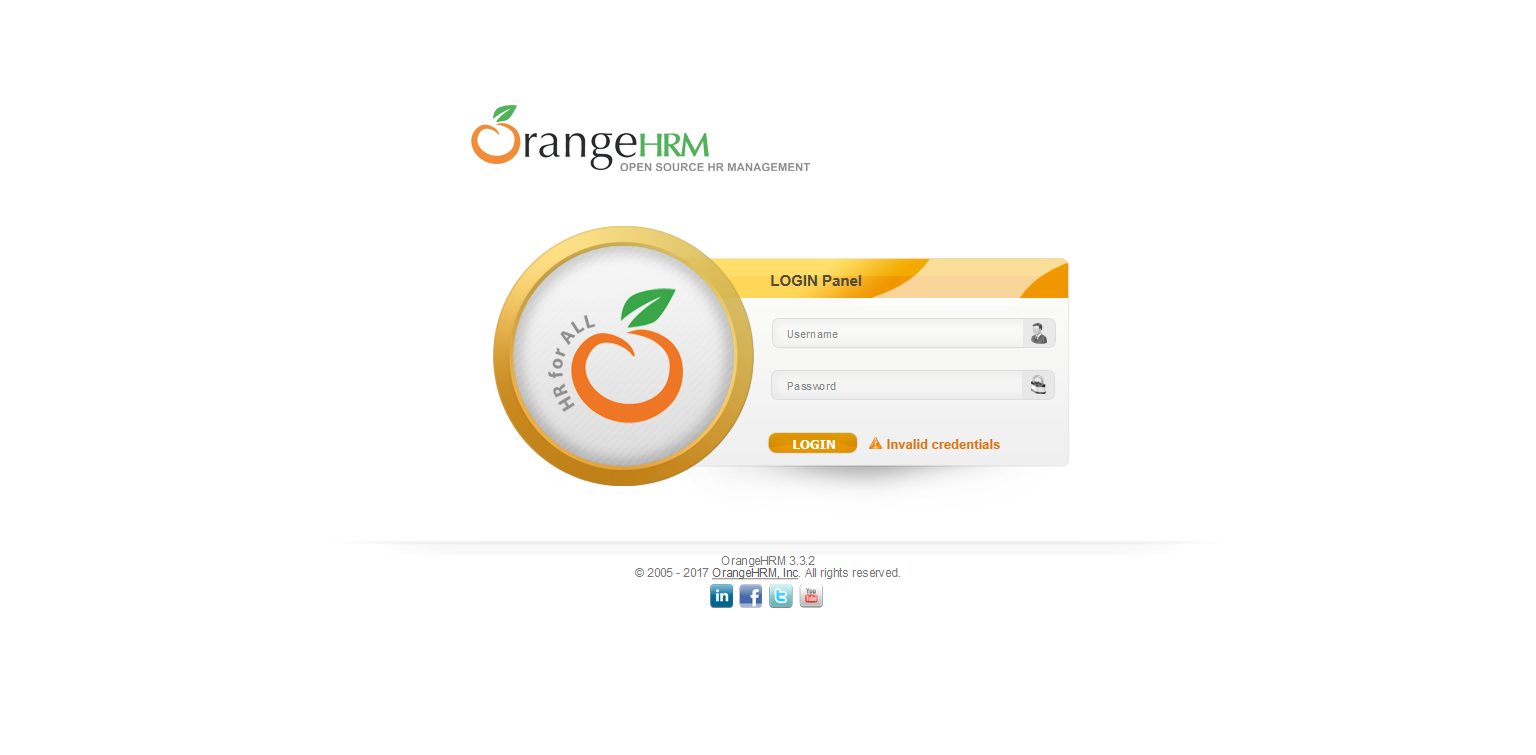 OrangeHRM
OPEN SOURCE HR MANAGEMENT
HR for ALL
LOGIN Panel
Username
Password
LOGIN Invalid credentials
OrangeHRM 3.3.2
© 2005 - 2017 OrangeHRM, Inc. All rights reserved.
in f t You Tube